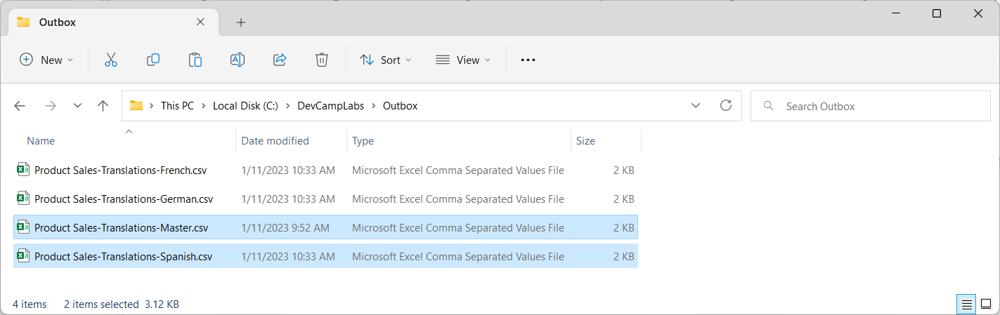 Outbox
New Sort View
This PC Local Disk (C:) DevCampLabs Outbox Search Outbox
Name Date modified Type Size
Product Sales-Translations-French.csv 1/11/2023 10:33 AM Microsoft Excel Comma Separated Values File 2 KB
Product Sales-Translations-German.csv 1/11/2023 10:33 AM Microsoft Excel Comma Separated Values File 2 KB
Product Sales-Translations-Master.csv 1/11/2023 9:52 AM Microsoft Excel Comma Separated Values File 2 KB
Product Sales-Translations-Spanish.csv 1/11/2023 10:33 AM Microsoft Excel Comma Separated Values File 2 KB
4 items 2 items selected 3.12 KB